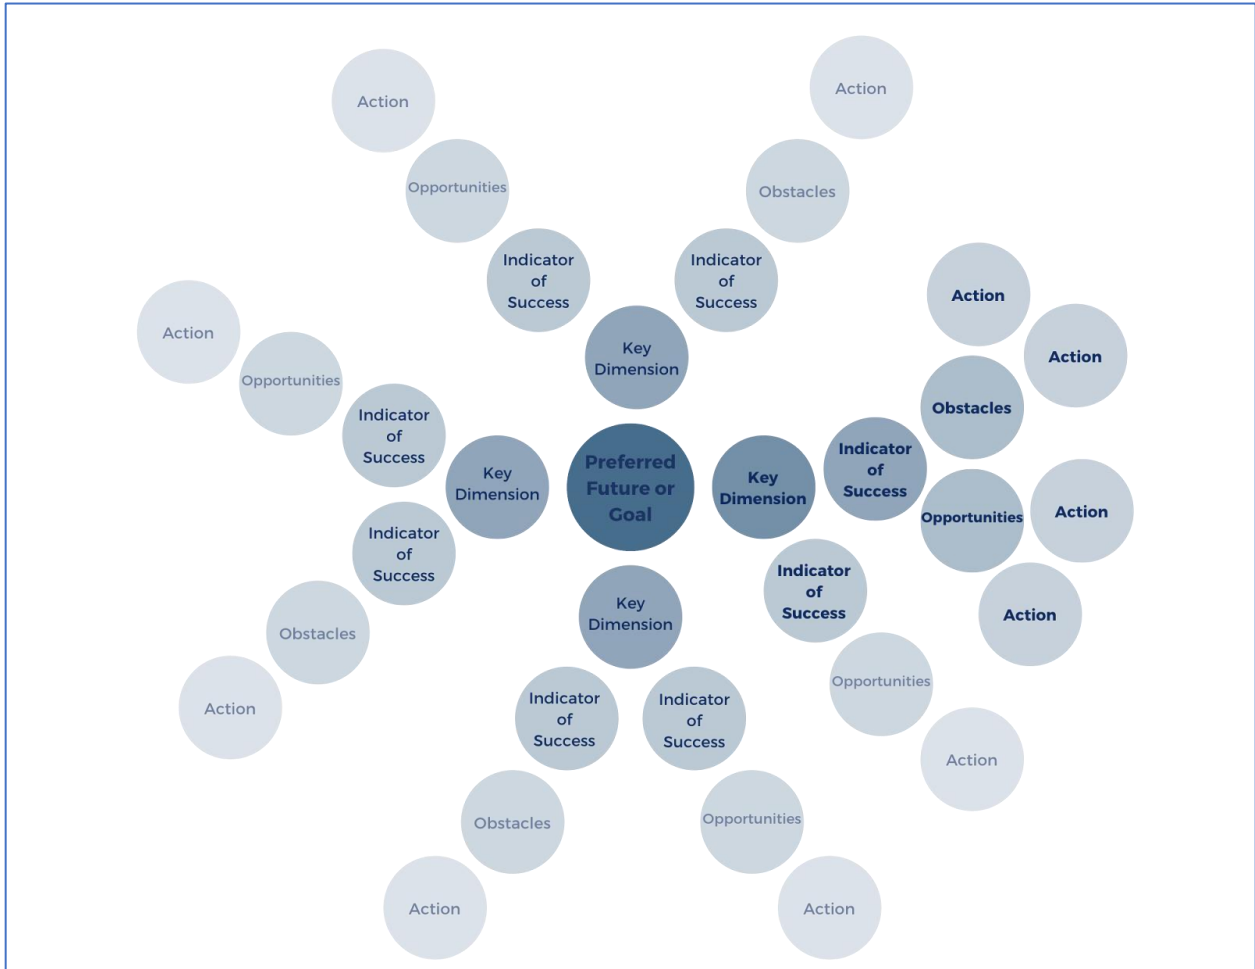 Action
Action
Opportunities
Obstacles
Indicator
of
Success
Indicator
of
Success
Action
Action
Action
Key
Dimension
Opportunities
Obstacles
Indicator
of
Success
Indicator
of
Success
Key
Dimension
Preferred
Future or
Goal
Key
Dimension
Opportunities
Action
Indicator
of
Success
Indicator
of
Success
Key
Dimension
Action
Obstacles
Opportunities
Indicator
of
Success
Indicator
of
Success
Action
Action
Obstacles
Opportunities
Action
Action